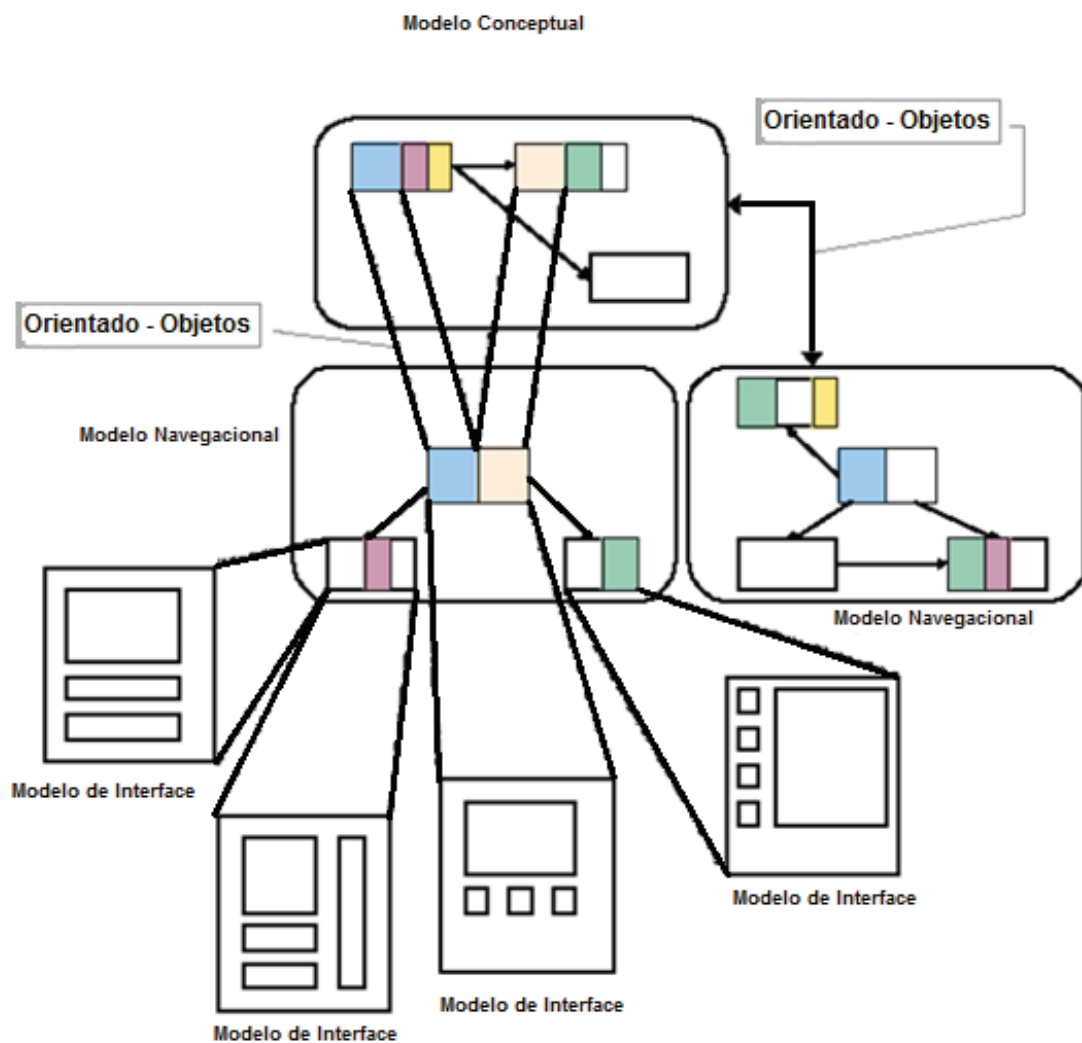 Modelo Conceptual
Orientado - Objetos
Orientado - Objetos
Modelo Navegacional
Modelo Navegacional
Modelo de Interface
Modelo de Interface
Modelo de Interface
Modelo de Interface